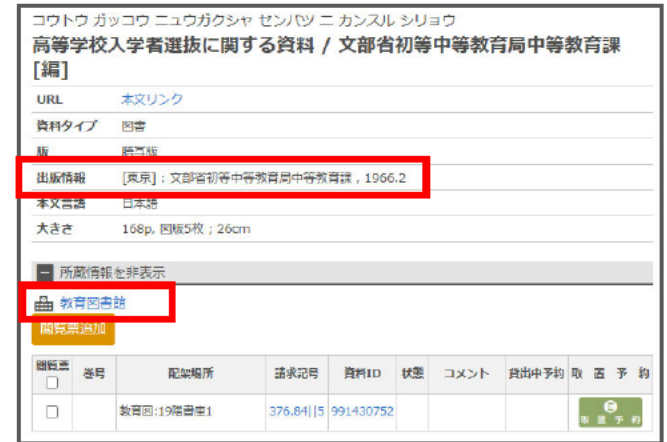 コウトウ ガッコウ ニュウガクシャ センバツ ニ カンスル シリョウ
高等学校入学者選抜に関する資料 / 文部省初等中等教育局中等教育課
[編]
URL 本文リンク
資料タイプ 図書
版 謄写版
出版情報 [東京] : 文部省初等中等教育局中等教育課 , 1966.2
本文言語 日本語
大きさ 168p, 図版5枚 ; 26cm
所蔵情報を非表示
教育図書館
閲覧票追加
閲覧票 巻号 配架場所 請求記号 資料ID 状態 コメント 貸出中予約 取 置 予 約
教育図:19階書庫1 376.84||5 991430752 取 置 予 約